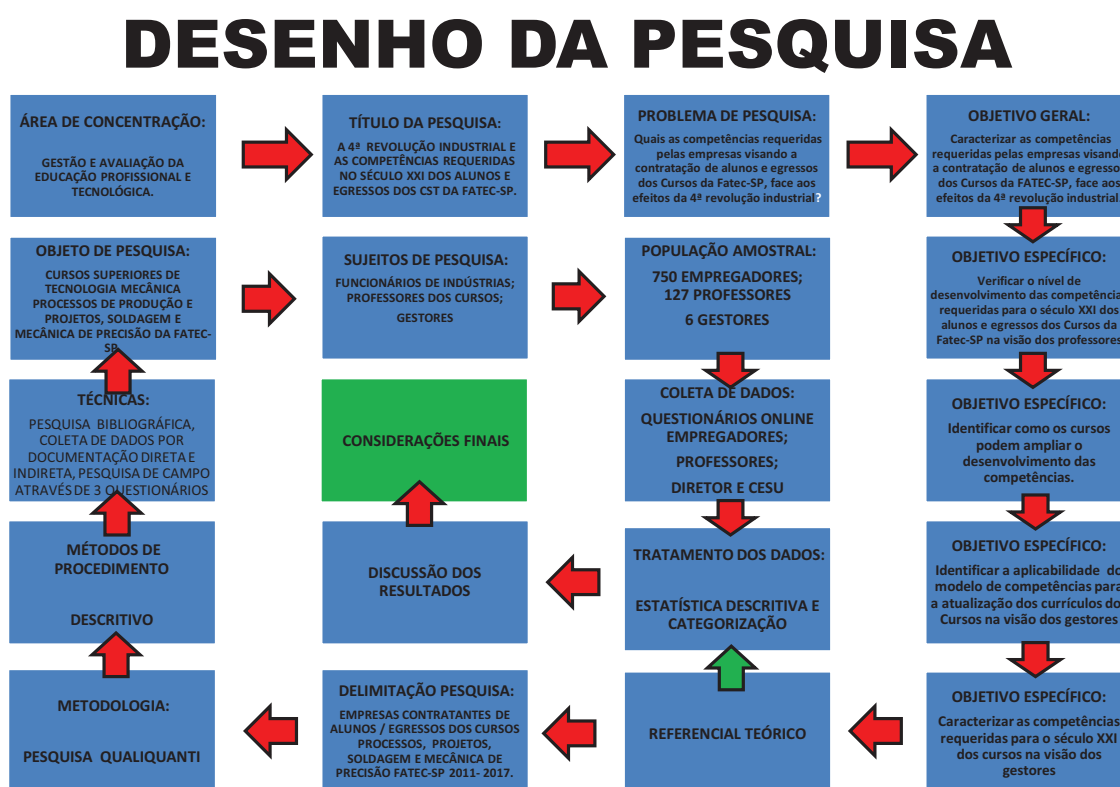 DESENHO DA PESQUISA
ÁREA DE CONCENTRAÇÃO:
GESTÃO E AVALIAÇÃO DA
EDUCAÇÃO PROFISSIONAL E
TECNOLÓGICA.
TÍTULO DA PESQUISA:
A 4ª REVOLUÇÃO INDUSTRIAL E
AS COMPETÊNCIAS REQUERIDAS
NO SÉCULO XXI DOS ALUNOS E
EGRESSOS DOS CST DA FATEC-SP.
PROBLEMA DE PESQUISA:
Quais as competências requeridas
pelas empresas visando a
contratação de alunos e egressos
dos Cursos da Fatec-SP, face aos
efeitos da 4ª revolução industrial?
OBJETIVO GERAL:
Caracterizar as competências
requeridas pelas empresas visando
a contratação de alunos e egresso
dos Cursos da FATEC-SP, face aos
efeitos da 4ª revolução industrial
OBJETO DE PESQUISA:
CURSOS SUPERIORES DE
TECNOLOGIA MECÂNICA
PROCESSOS DE PRODUÇÃO E
PROJETOS, SOLDAGEM E
MECÂNICA DE PRECISÃO DA FATEC-
SP
SUJEITOS DE PESQUISA:
FUNCIONÁRIOS DE INDÚSTRIAS;
PROFESSORES DOS CURSOS;
GESTORES
POPULAÇÃO AMOSTRAL:
750 EMPREGADORES;
127 PROFESSORES
6 GESTORES
OBJETIVO ESPECÍFICO:
Verificar o nível de
desenvolvimento das competência
requeridas para o século XXI dos
alunos e egressos dos Cursos da
Fatec-SP na visão dos professores
TÉCNICAS:
PESQUISA BIBLIOGRÁFICA,
COLETA DE DADOS POR
DOCUMENTAÇÃO DIRETA E
INDIRETA, PESQUISA DE CAMPO
ATRAVÉS DE 3 QUESTIONÁRIOS
CONSIDERAÇÕES FINAIS
COLETA DE DADOS:
QUESTIONÁRIOS ONLINE
EMPREGADORES;
PROFESSORES;
DIRETOR E CESU
OBJETIVO ESPECÍFICO:
Identificar como os cursos
podem ampliar o
desenvolvimento das
competências.
MÉTODOS DE
PROCEDIMENTO
DESCRITIVO
DISCUSSÃO DOS
RESULTADOS
TRATAMENTO DOS DADOS:
ESTATÍSTICA DESCRITIVA E
CATEGORIZAÇÃO
OBJETIVO ESPECÍFICO:
Identificar a aplicabilidade do
modelo de competências para
a atualização dos currículos do
Cursos na visão dos gestores
METODOLOGIA:
PESQUISA QUALIQUANTI
DELIMITAÇÃO PESQUISA:
EMPRESAS CONTRATANTES DE
ALUNOS / EGRESSOS DOS CURSOS
PROCESSOS, PROJETOS,
SOLDAGEM E MECÂNICA DE
PRECISÃO FATEC-SP 2011- 2017.
REFERENCIAL TEÓRICO
OBJETIVO ESPECÍFICO:
Caracterizar as competências
requeridas para o século XXI
dos cursos na visão dos
gestores